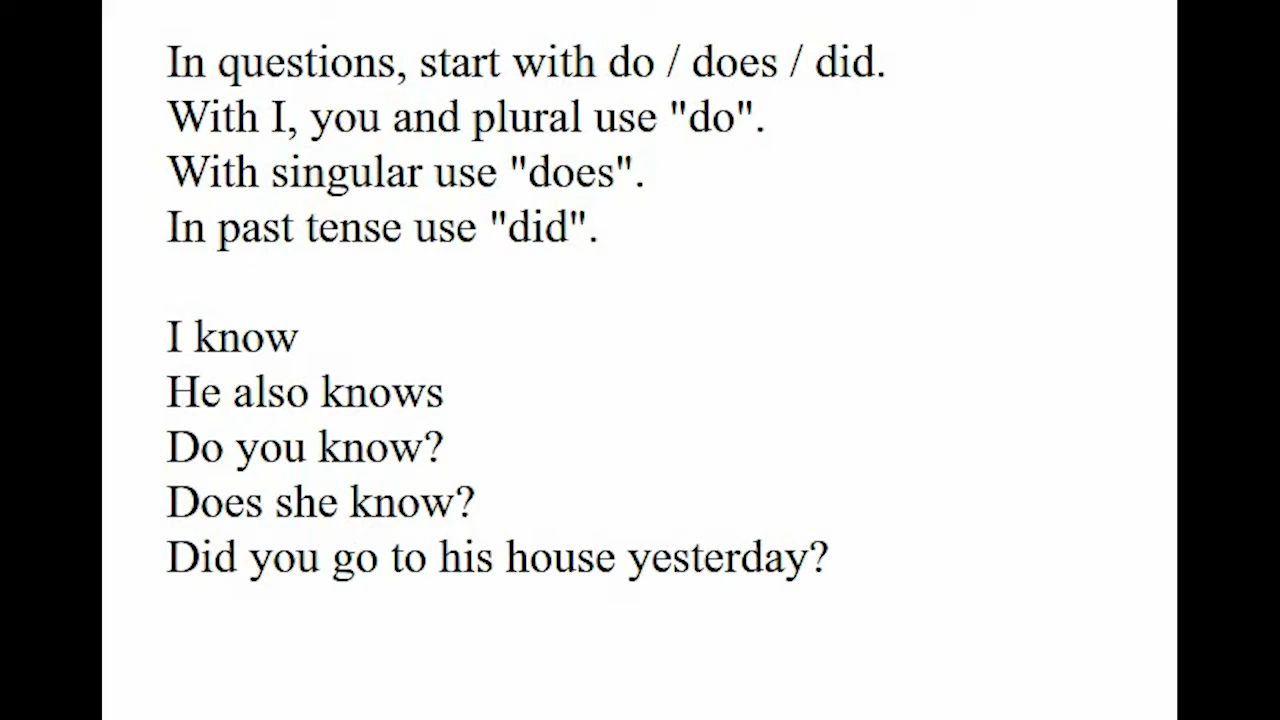 In questions, start with do / does / did.
With I, you and plural use "do".
With singular use "does".
In past tense use "did".
I know
He also knows
Do you know?
Does she know?
Did you go to his house yesterday?